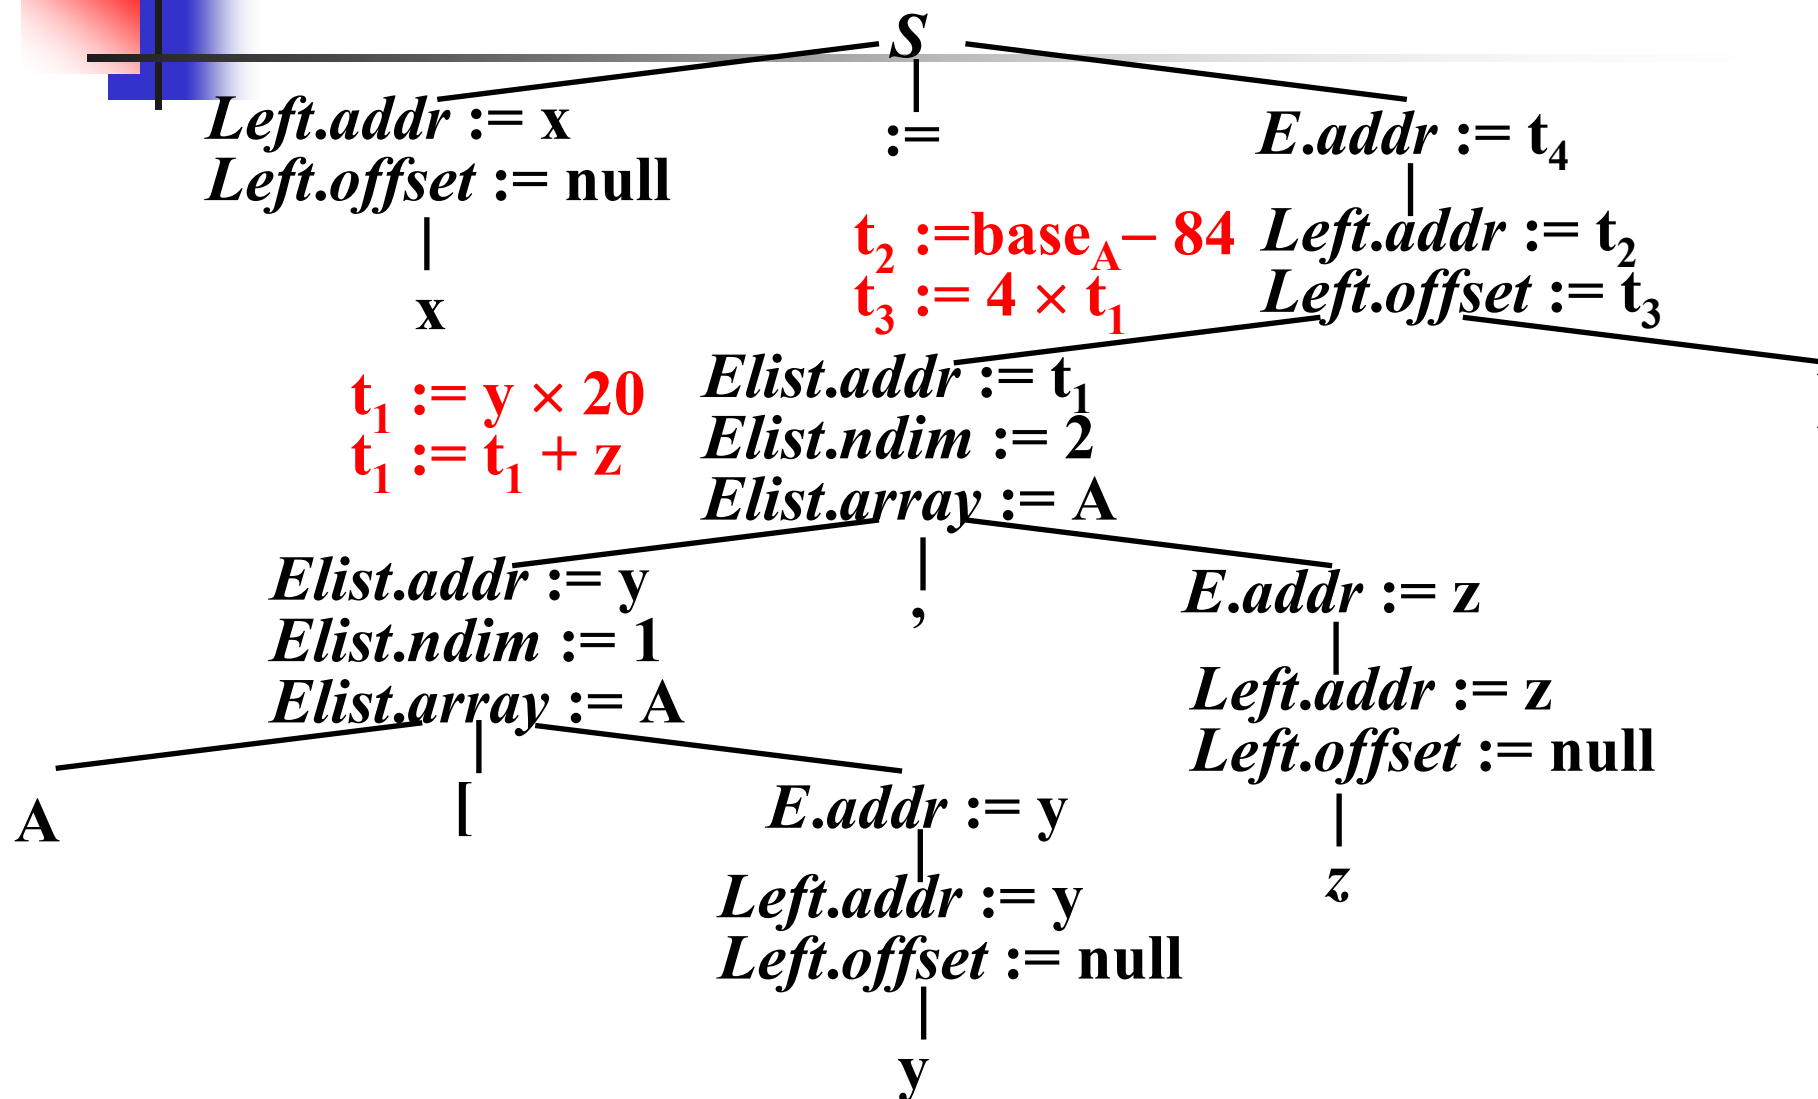 S
Left.addr := x
Left.offset := null
:=
E.addr := t4
x
t2 :=baseA– 84
t3 := 4 × t1
Left.addr := t2
Left.offset := t3
t1 := y × 20
t1 := t1 + z
Elist.addr := t1
Elist.ndim := 2
Elist.array := A
Elist.addr := y
Elist.ndim := 1
Elist.array := A
,
E.addr := z
Left.addr := z
Left.offset := null
A
[
E.addr := y
z
Left.addr := y
Left.offset := null
y